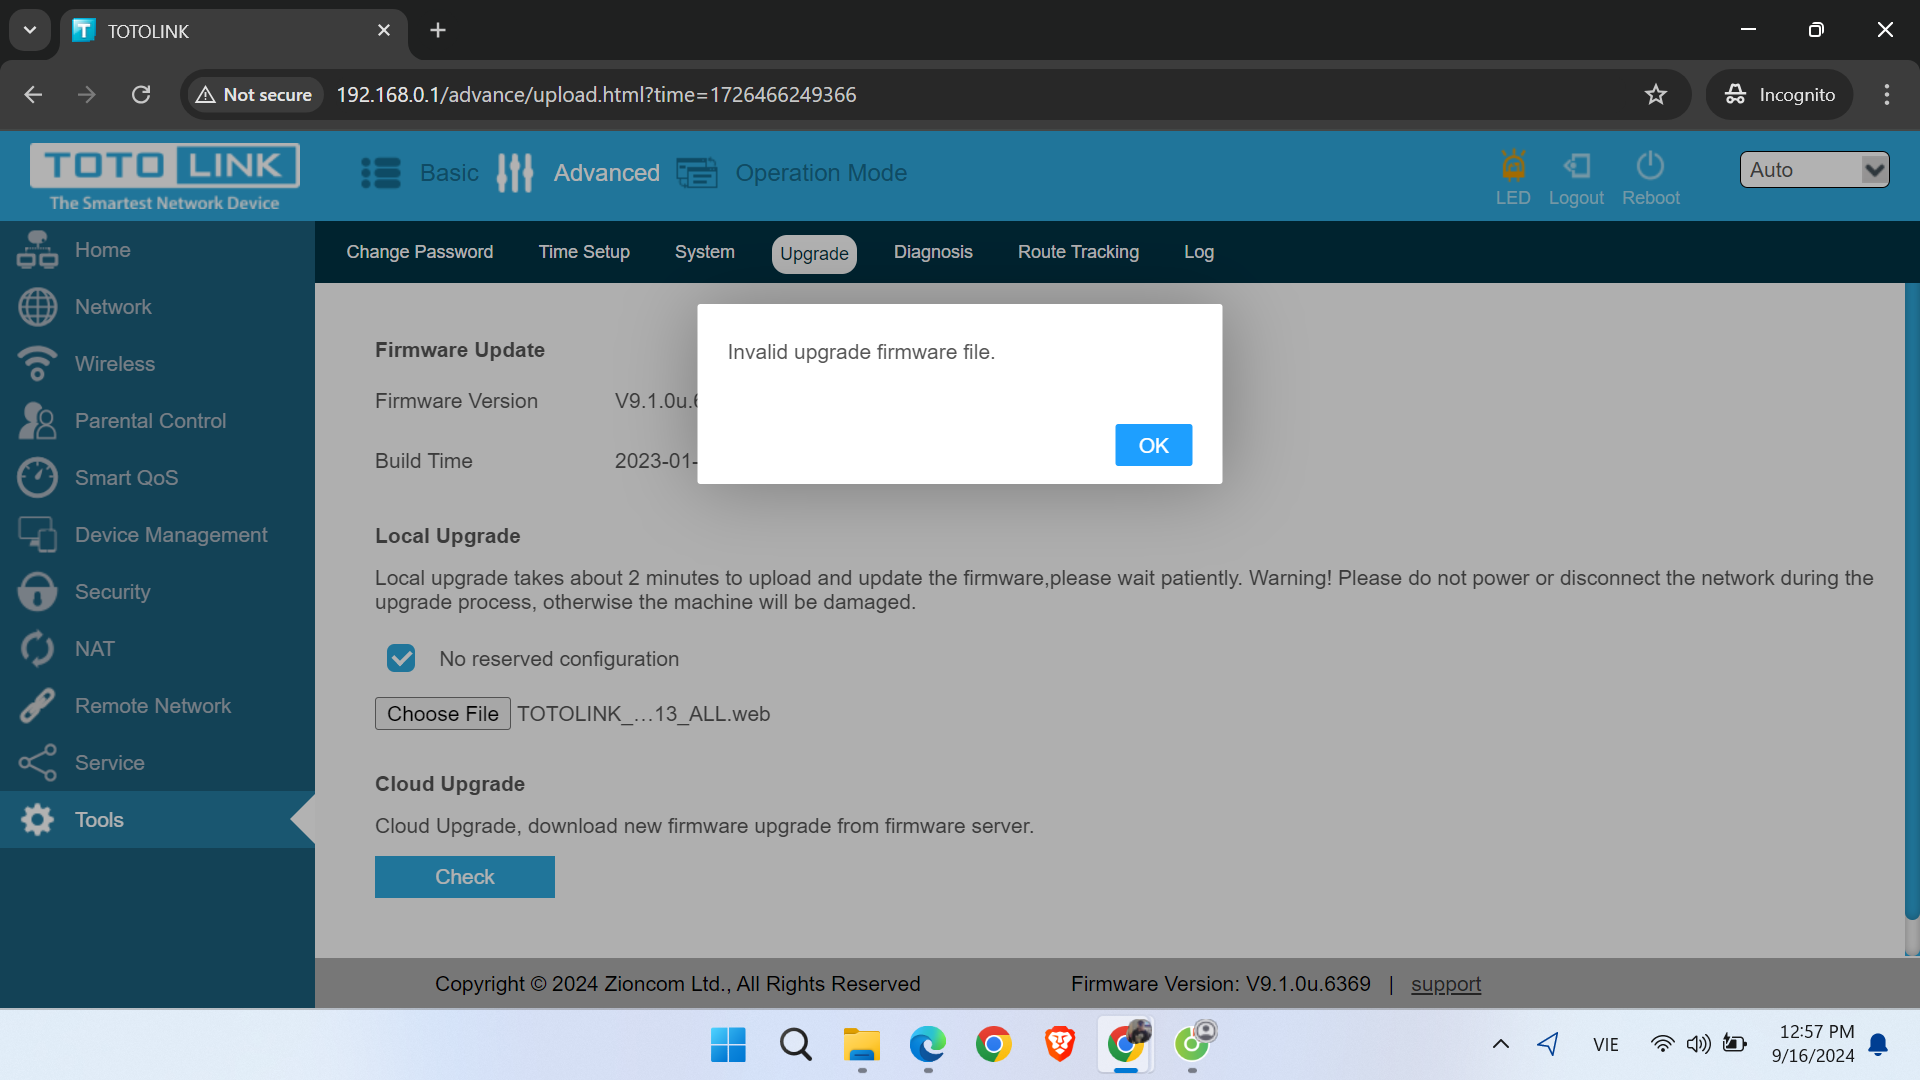 TOTOLINK
Not secure
192.168.0.1/advance/upload.html?time=1726466249366
Incognito
TOTO LINK
The Smartest Network Device
Basic
Advanced
Operation Mode
LED
Logout
Reboot
Auto
Change Password
Time Setup
System
Upgrade
Diagnosis
Route Tracking
Log
Home
Network
Wireless
Parental Control
Smart QoS
Device Management
Security
NAT
Remote Network
Service
Tools
Firmware Update
Firmware Version V9.1.0u.6
Build Time 2023-01-
Invalid upgrade firmware file.
OK
Local Upgrade
Local upgrade takes about 2 minutes to upload and update the firmware,please wait patiently. Warning! Please do not power or disconnect the network during the
upgrade process, otherwise the machine will be damaged.
No reserved configuration
Choose File TOTOLINK_...13_ALL.web
Cloud Upgrade
Cloud Upgrade, download new firmware upgrade from firmware server.
Check
Copyright © 2024 Zioncom Ltd., All Rights Reserved
Firmware Version: V9.1.0u.6369 | support
VIE
12:57 PM
9/16/2024